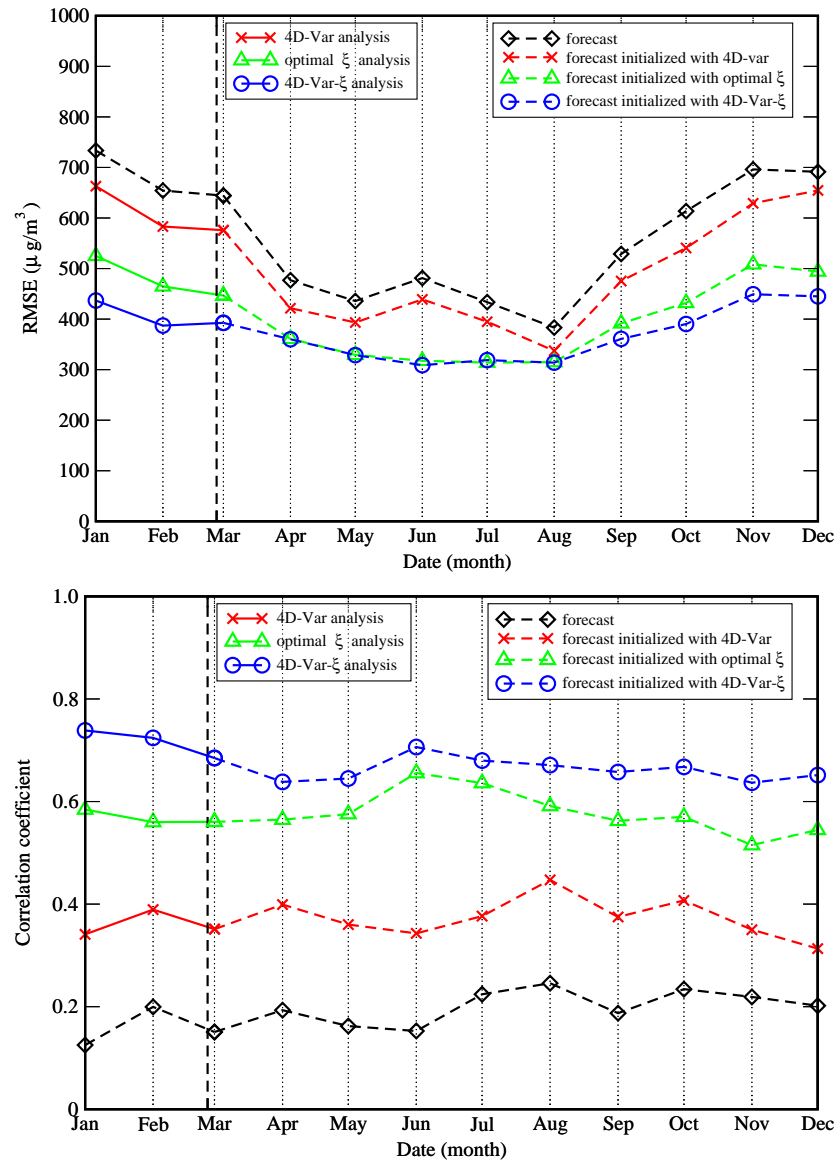 1000
900
800
700
600
500
400
300
200
100
0
RMSE (μ g/m³)
4D-Var analysis
optimal ξ analysis
4D-Var-ξ analysis
forecast
forecast initialized with 4D-var
forecast initialized with optimal ξ
forecast initialized with 4D-Var-ξ
Jan Feb Mar Apr May Jun Jul Aug Sep Oct Nov Dec
Date (month)
1.0
0.8
0.6
0.4
0.2
0
Correlation coefficient
4D-Var analysis
optimal ξ analysis
4D-Var-ξ analysis
forecast
forecast initialized with 4D-Var
forecast initialized with optimal ξ
forecast initialized with 4D-Var-ξ
Jan Feb Mar Apr May Jun Jul Aug Sep Oct Nov Dec
Date (month)